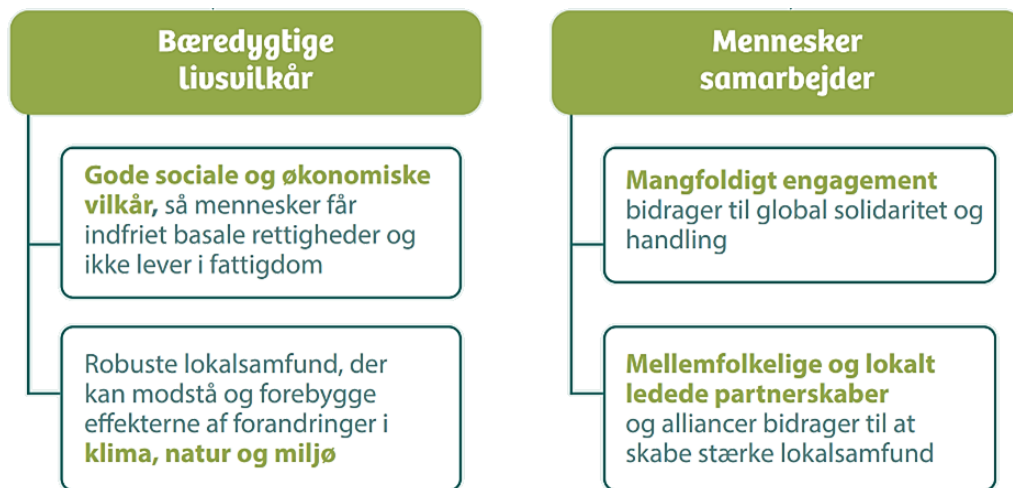 Bæredygtige
livsvilkår
Gode sociale og økonomiske
vilkår, så mennesker får
indfriet basale rettigheder og
ikke lever i fattigdom
Robuste lokalsamfund, der
kan modstå og forebygge
effekterne af forandringer i
klima, natur og miljø
Mennesker
samarbejder
Mangfoldigt engagement
bidrager til global solidaritet og
handling
Mellemfolkelige og lokalt
ledede partnerskaber
og alliancer bidrager til at
skabe stærke lokalsamfund